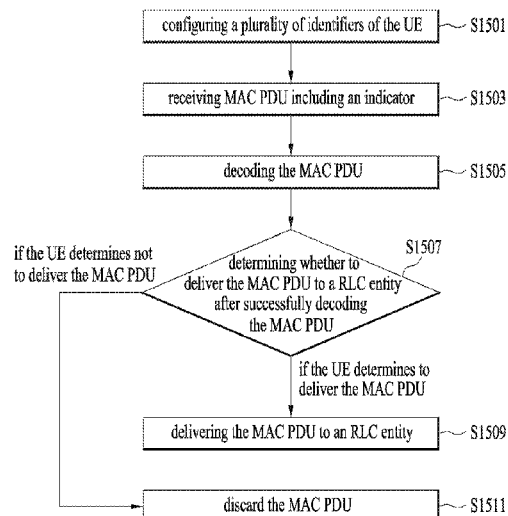 configuring a plurality of identifiers of the UE
S1501
receiving MAC PDU including an indicator
S1503
decoding the MAC PDU
S1505
if the UE determines not
to deliver the MAC PDU
S1507
determining whether to
deliver the MAC PDU to a RLC entity
after successfully decoding
the MAC PDU
if the UE determines to
deliver the MAC PDU
delivering the MAC PDU to an RLC entity
S1509
discard the MAC PDU
S1511